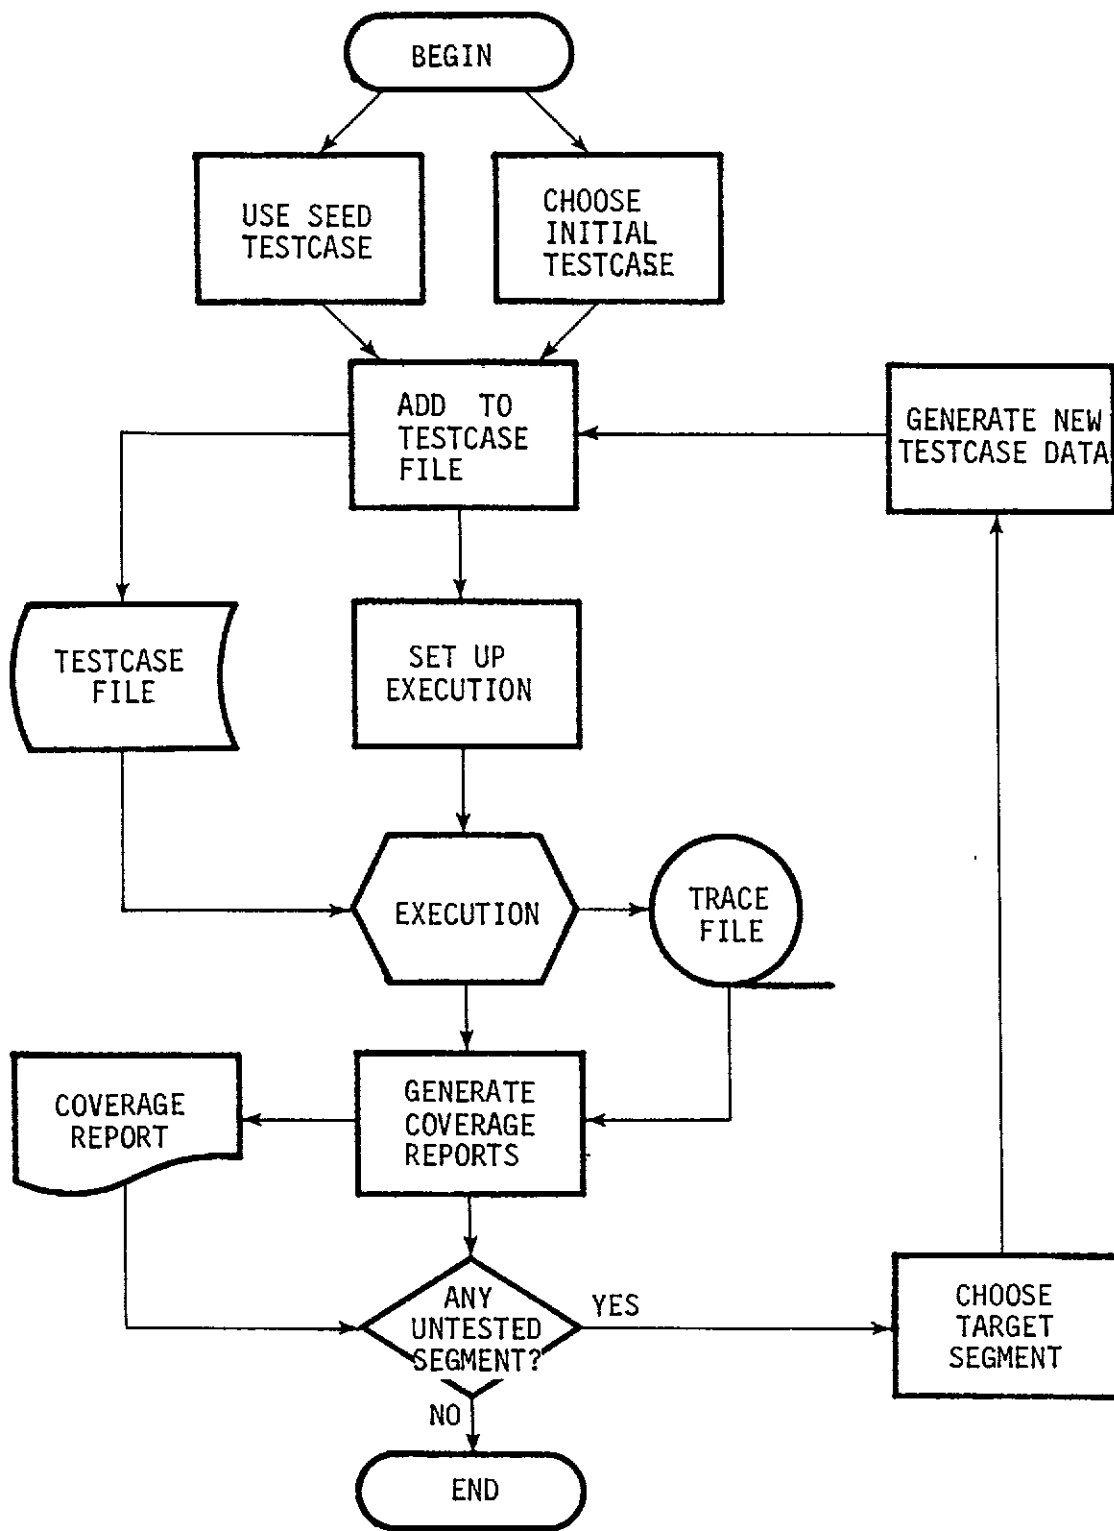 BEGIN
USE SEED
TESTCASE
CHOOSE
INITIAL
TESTCASE
ADD TO
TESTCASE
FILE
GENERATE NEW
TESTCASE DATA
TESTCASE
FILE
SET UP
EXECUTION
EXECUTION
TRACE
FILE
COVERAGE
REPORT
GENERATE
COVERAGE
REPORTS
ANY
UNTESTED
SEGMENT?
YES
CHOOSE
TARGET
SEGMENT
NO
END